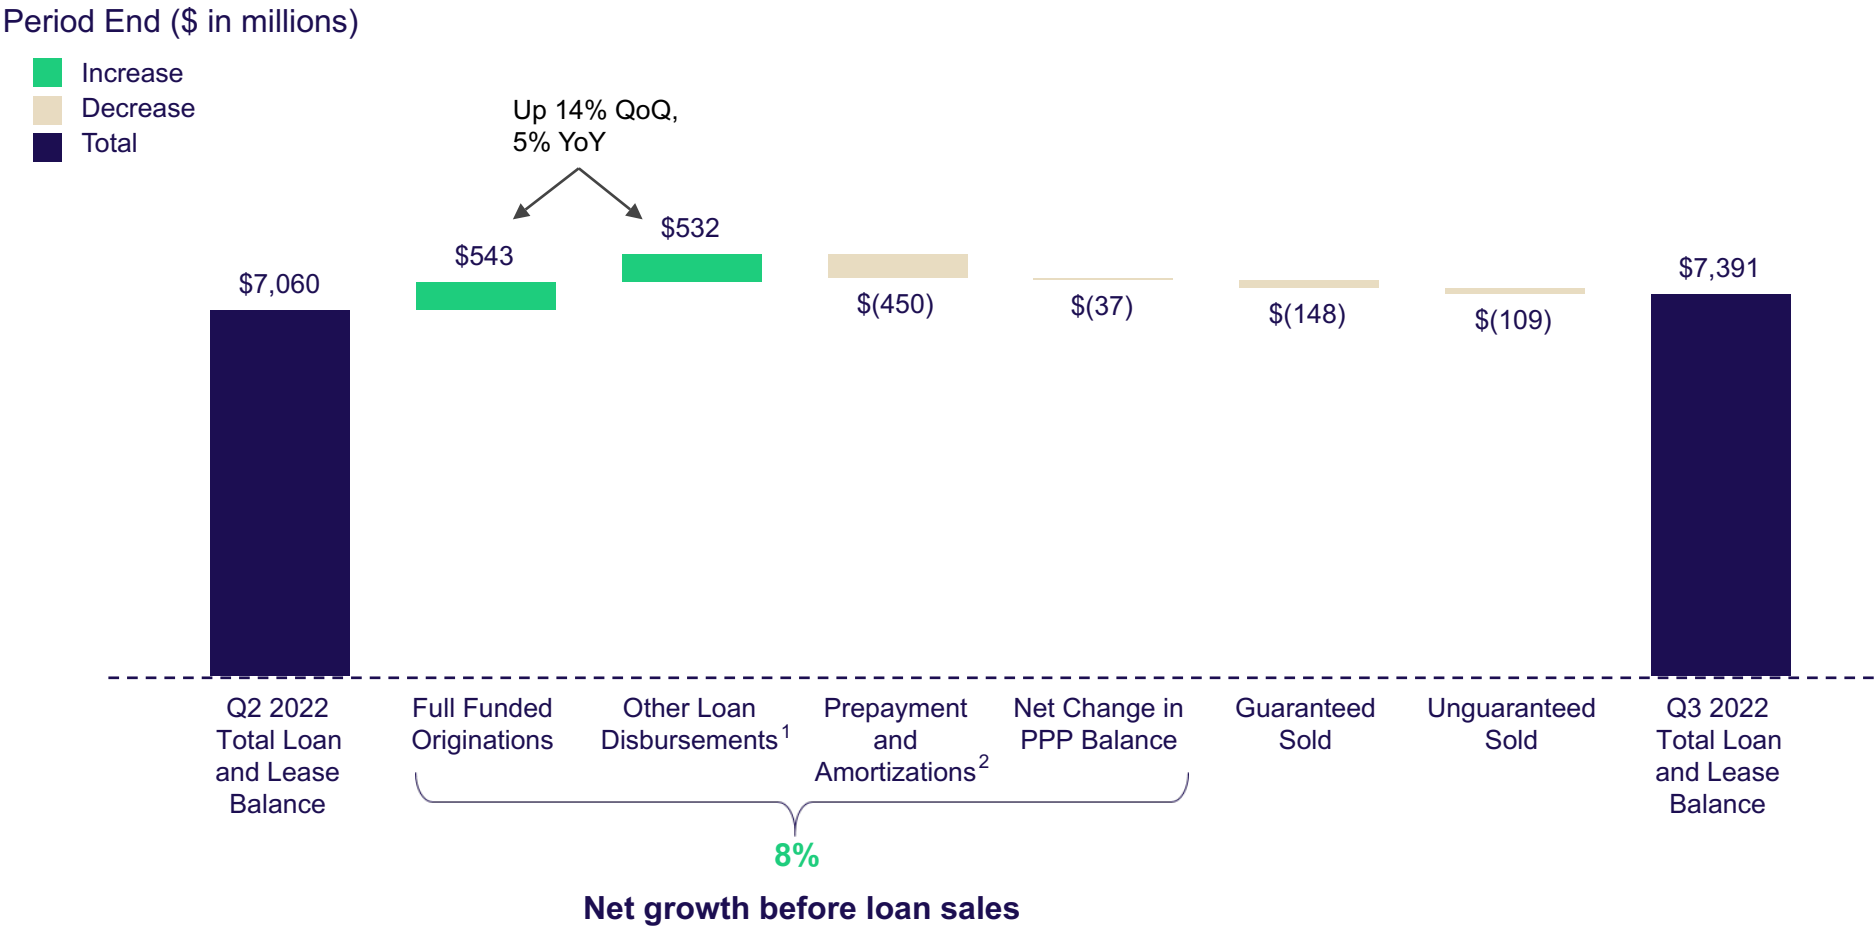 Period End ($ in millions)
Increase
Decrease
Total
Up 14% QoQ,
5% YoY
$7,060
$543
$532
$(450)
$(37)
$(148)
$(109)
$7,391
Q2 2022
Total Loan
and Lease
Balance
Full Funded
Originations
Other Loan
Disbursements1
Prepayment
and
Amortizations2
Net Change in
PPP Balance
Guaranteed
Sold
Unguaranteed
Sold
Q3 2022
Total Loan
and Lease
Balance
8%
Net growth before loan sales